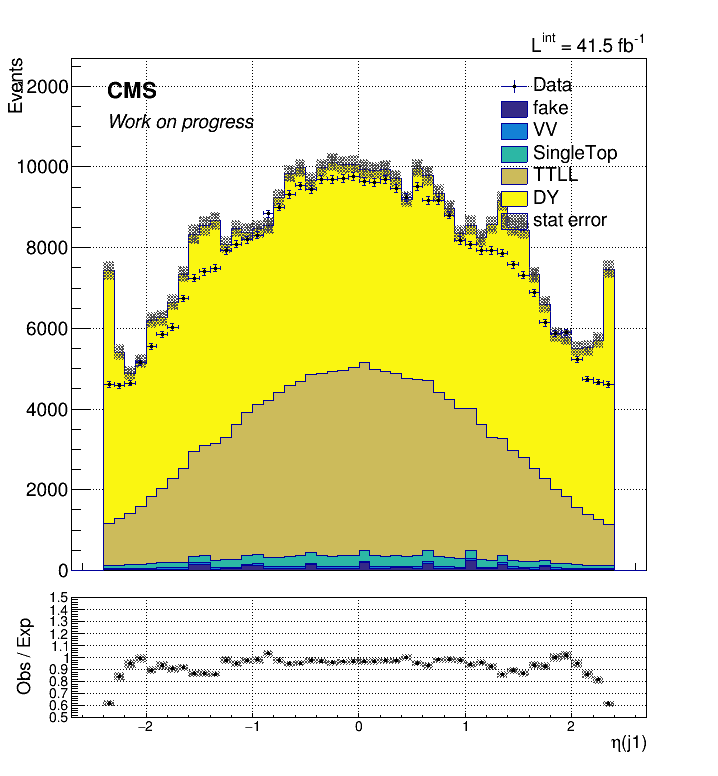 L^int = 41.5 fb^-1
Events
12000
10000
8000
6000
4000
2000
0
CMS
Work on progress
Data
fake
VV
SingleTop
TTLL
DY
stat error
Obs / Exp
1.5
1.4
1.3
1.2
1.1
1
0.9
0.8
0.7
0.6
0.5
−2
−1
0
1
2
η(j1)